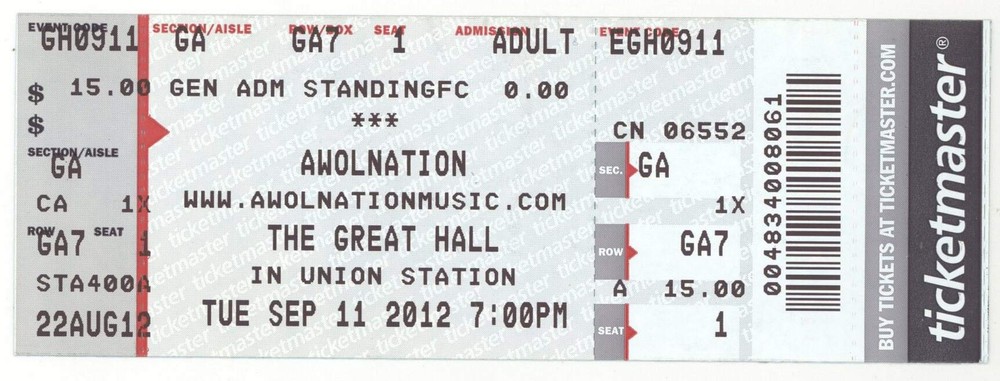 EVENT CODE SECTION/AISLE ROW/BOX SEAT ADMISSION EVENT CODE
GH0911 GA GA7 1 ADULT EGH0911
$ 15.00 GEN ADM STANDINGFC 0.00
$ ***
CN 06552
SECTION/AISLE
GA AWOLNATION SEC. GA
CA 1X WWW.AWOLNATIONMUSIC.COM 1X
ROW SEAT
GA7 1 THE GREAT HALL ROW GA7
STA400A IN UNION STATION A 15.00
22AUG12 TUE SEP 11 2012 7:00PM SEAT 1
004834008061
BUY TICKETS AT TICKETMASTER.COM
ticketmaster®